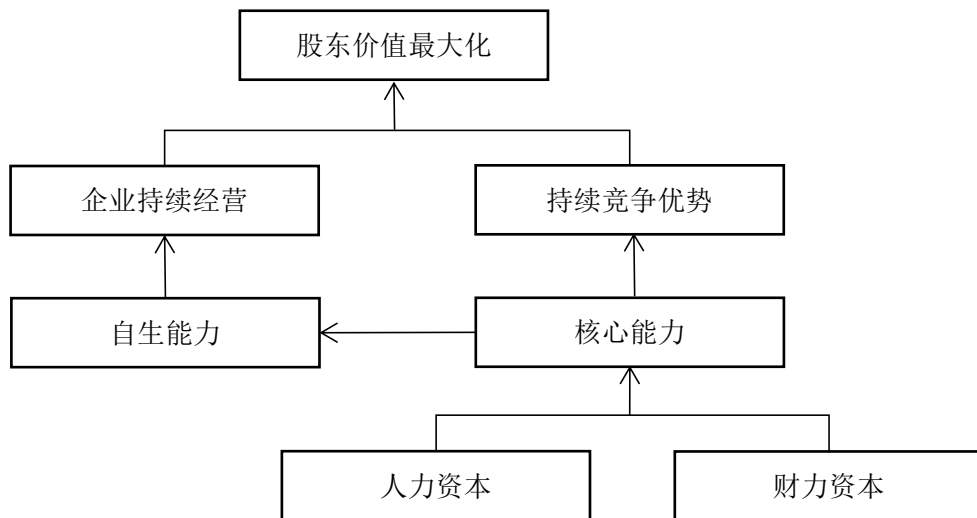 股东价值最大化
企业持续经营
持续竞争优势
自生能力
核心能力
人力资本
财力资本